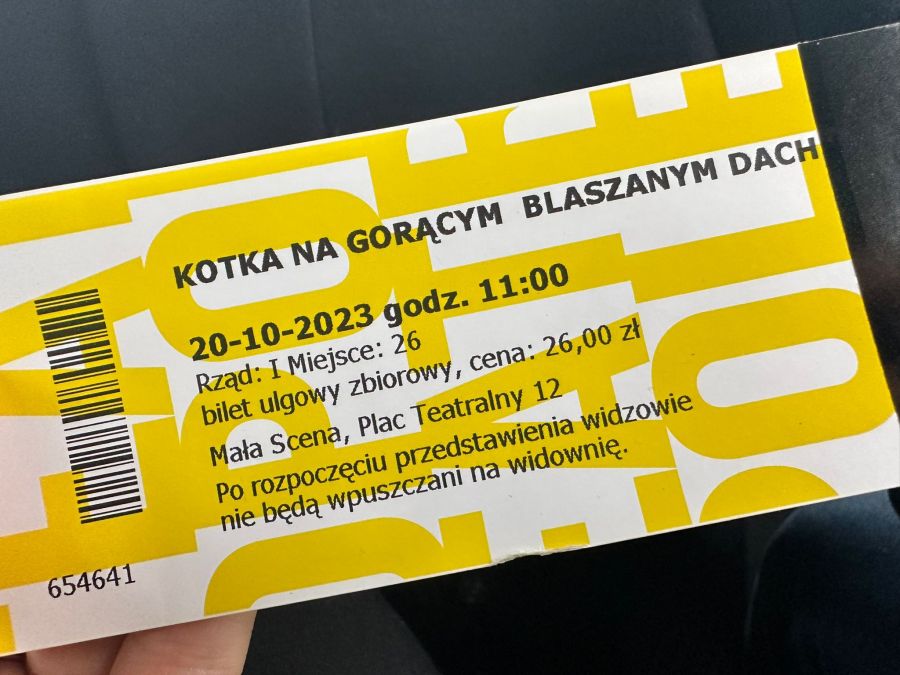 KOTKA NA GORĄCYM BLASZANYM DACH
20-10-2023 godz. 11:00
Rząd: I Miejsce: 26
bilet ulgowy zbiorowy, cena: 26,00 zł
Mała Scena, Plac Teatralny 12
Po rozpoczęciu przedstawienia widzowie
nie będą wpuszczani na widownię.
654641